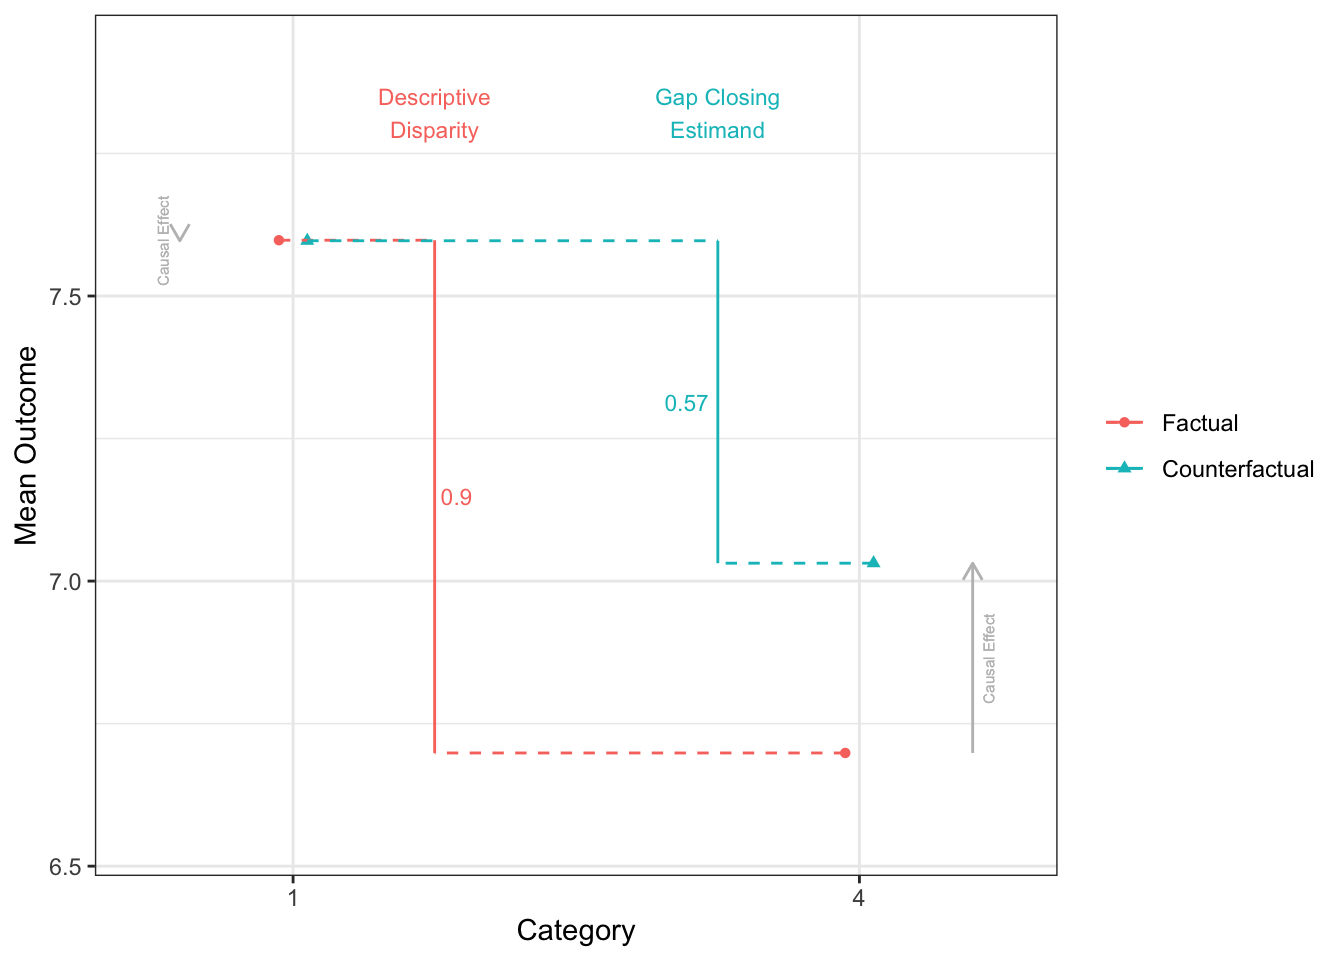 Descriptive
Disparity
Gap Closing
Estimand
Causal Effect
7.5
0.57
0.9
Mean Outcome
7.0
Causal Effect
6.5
1
4
Category
Factual
Counterfactual